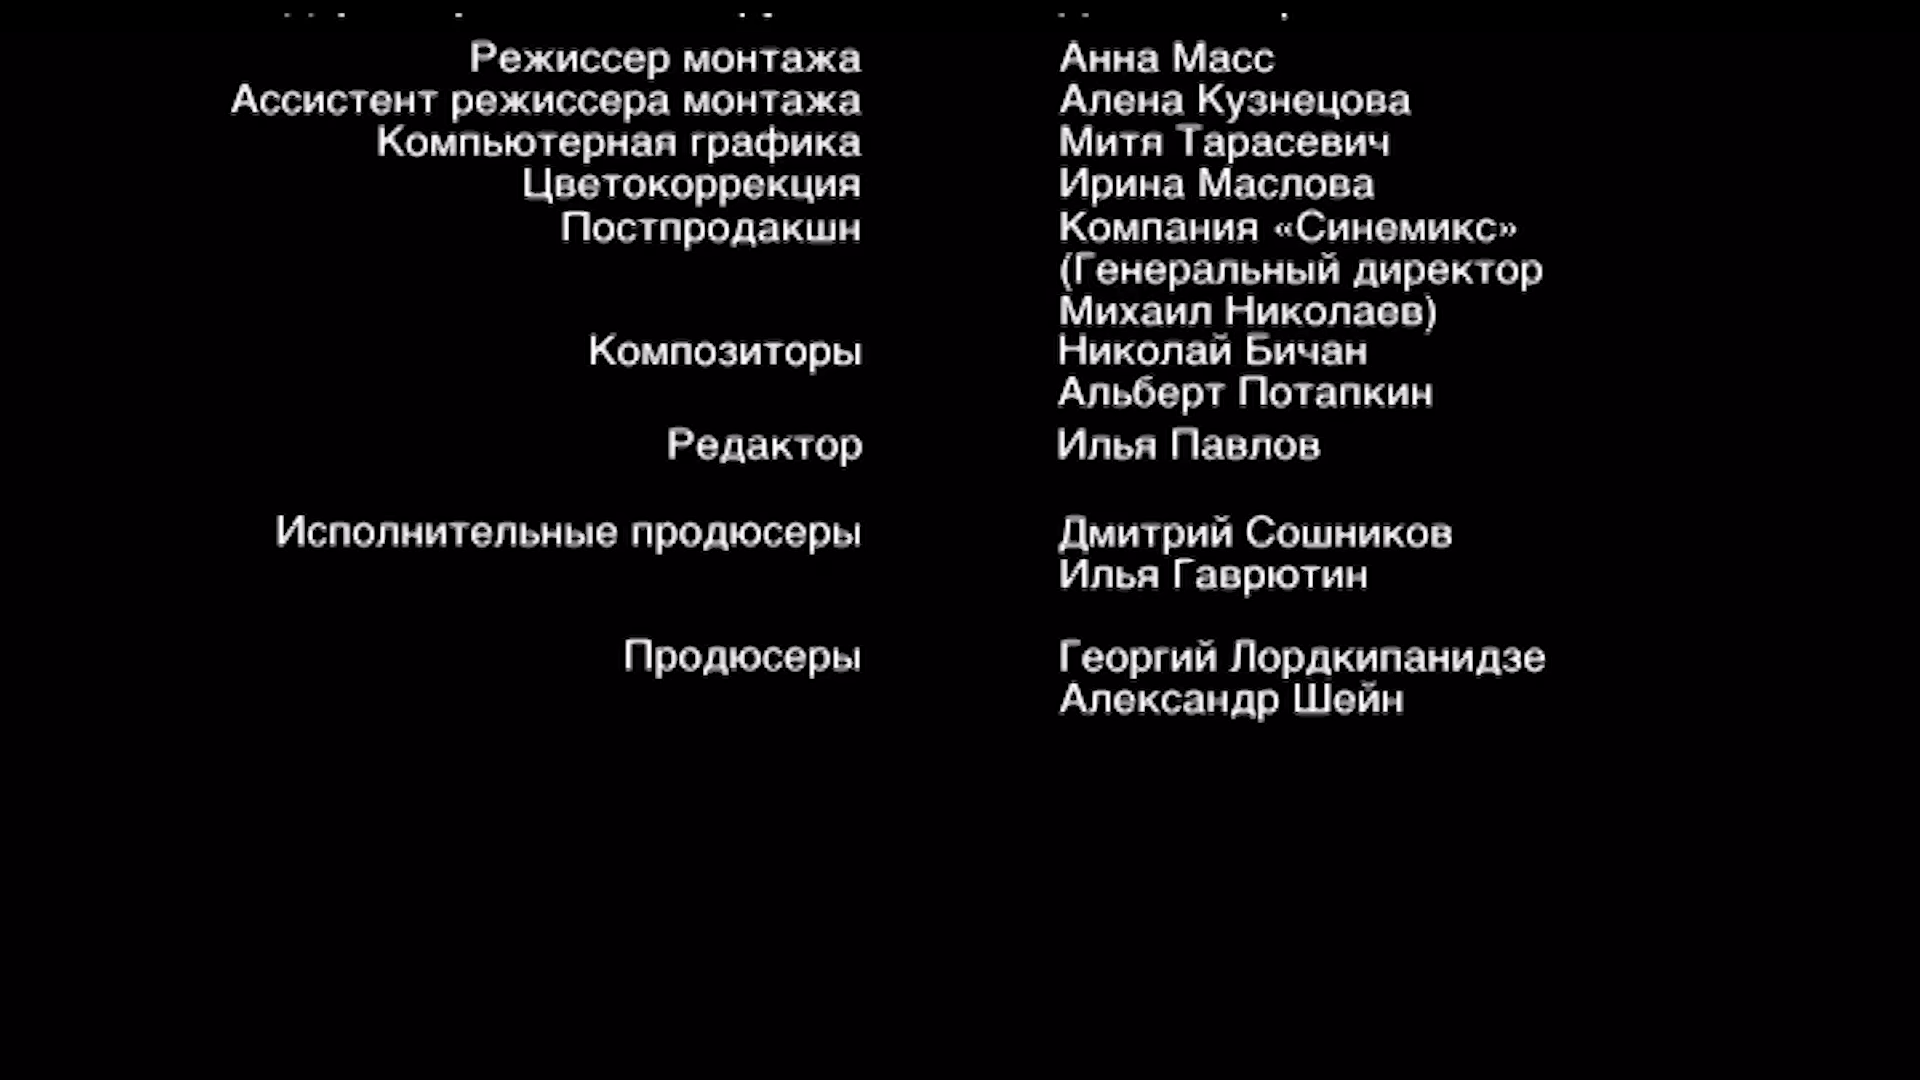 Режиссер монтажа Анна Масс
Ассистент режиссера монтажа Алена Кузнецова
Компьютерная графика Митя Тарасевич
Цветокоррекция Ирина Маслова
Постпродакшн Компания «Синемикс»
(Генеральный директор
Михаил Николаев)
Композиторы Николай Бичан
Альберт Потапкин
Редактор Илья Павлов
Исполнительные продюсеры Дмитрий Сошников
Илья Гаврютин
Продюсеры Георгий Лордкипанидзе
Александр Шейн